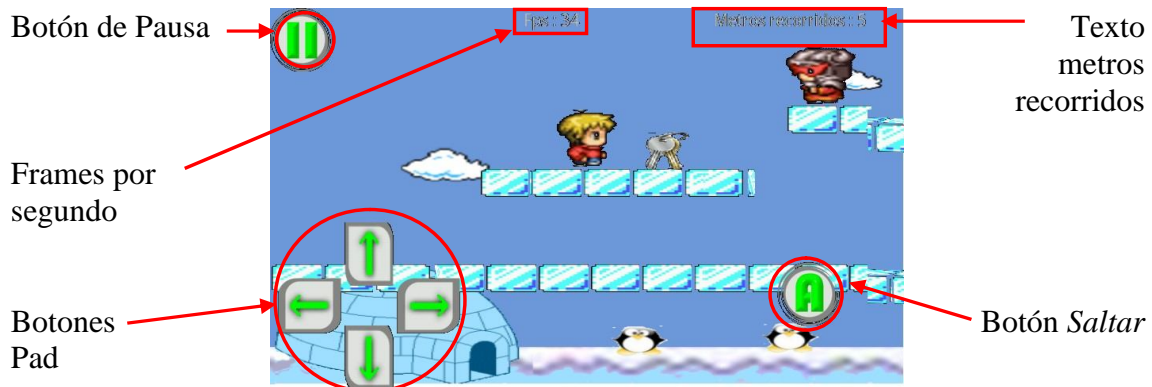 Botón de Pausa
Fps: 34
Metros recorridos: 5
Texto
metros
recorridos
Frames por
segundo
A
Botones
Pad
Botón Saltar